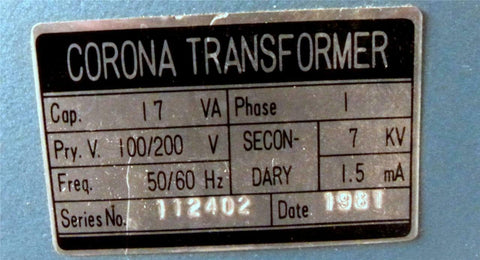 CORONA TRANSFORMER
Cap. 17 VA Phase 1
Pry. V. 100/200 V SECON- 7 KV
Freq. 50/60 Hz DARY 1.5 mA
Series No. 112402 Date 1981